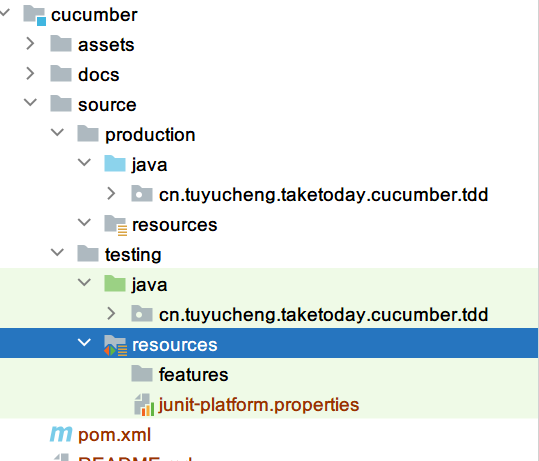 cucumber
assets
docs
source
production
java
cn.tuyucheng.taketoday.cucumber.tdd
resources
testing
java
cn.tuyucheng.taketoday.cucumber.tdd
resources
features
junit-platform.properties
m pom.xml